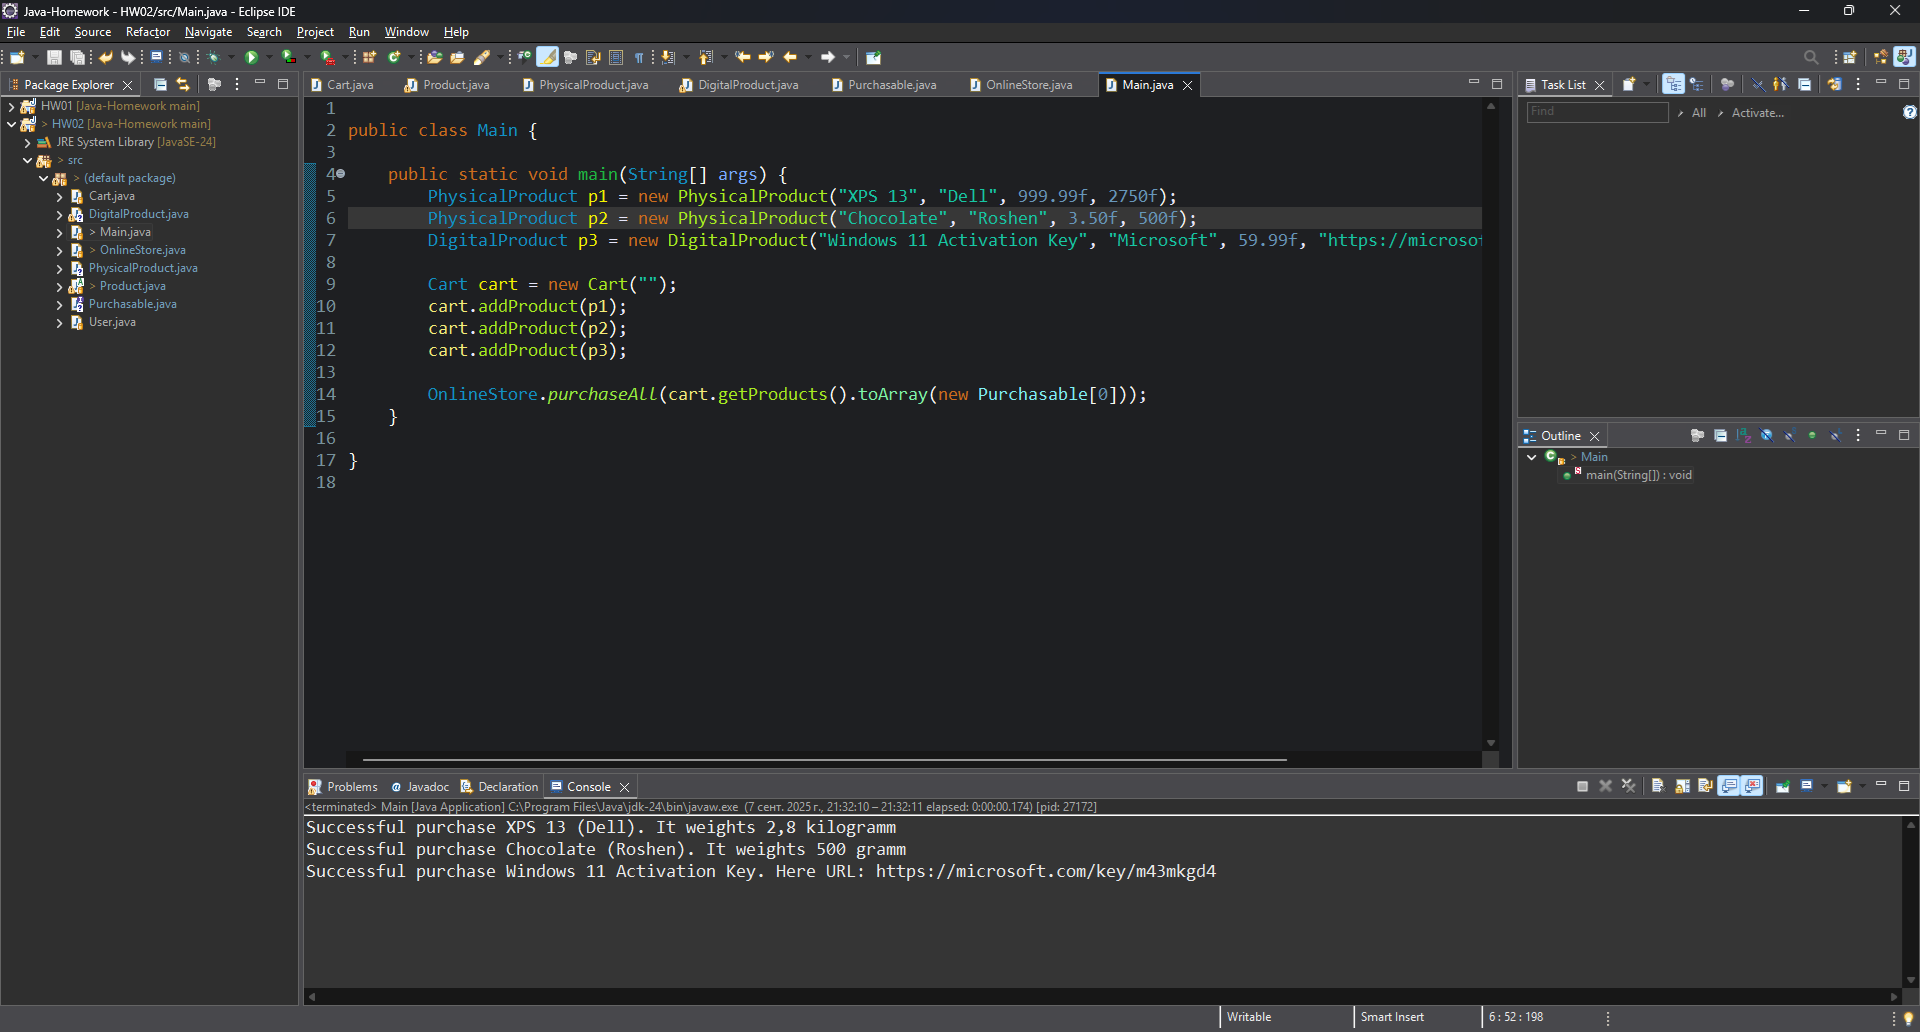 Java-Homework - HW02/src/Main.java - Eclipse IDE
File Edit Source Refactor Navigate Search Project Run Window Help
Package Explorer
HW01 [Java-Homework main]
> HW02 [Java-Homework main]
JRE System Library [JavaSE-24]
> src
> (default package)
Cart.java
DigitalProduct.java
> Main.java
> OnlineStore.java
PhysicalProduct.java
> Product.java
Purchasable.java
User.java
Cart.java Product.java PhysicalProduct.java DigitalProduct.java Purchasable.java OnlineStore.java Main.java
1
2 public class Main {
3
4 public static void main(String[] args) {
5 PhysicalProduct p1 = new PhysicalProduct("XPS 13", "Dell", 999.99f, 2750f);
6 PhysicalProduct p2 = new PhysicalProduct("Chocolate", "Roshen", 3.50f, 500f);
7 DigitalProduct p3 = new DigitalProduct("Windows 11 Activation Key", "Microsoft", 59.99f, "https://microsof
8
9 Cart cart = new Cart("");
10 cart.addProduct(p1);
11 cart.addProduct(p2);
12 cart.addProduct(p3);
13
14 OnlineStore.purchaseAll(cart.getProducts().toArray(new Purchasable[0]));
15 }
16
17 }
18
Task List
Find All Activate...
Outline
> Main
main(String[]) : void
Problems Javadoc Declaration Console
<terminated> Main [Java Application] C:\Program Files\Java\jdk-24\bin\javaw.exe (7 сент. 2025 г., 21:32:10 – 21:32:11 elapsed: 0:00:00.174) [pid: 27172]
Successful purchase XPS 13 (Dell). It weights 2,8 kilogramm
Successful purchase Chocolate (Roshen). It weights 500 gramm
Successful purchase Windows 11 Activation Key. Here URL: https://microsoft.com/key/m43mkgd4
Writable Smart Insert 6 : 52 : 198